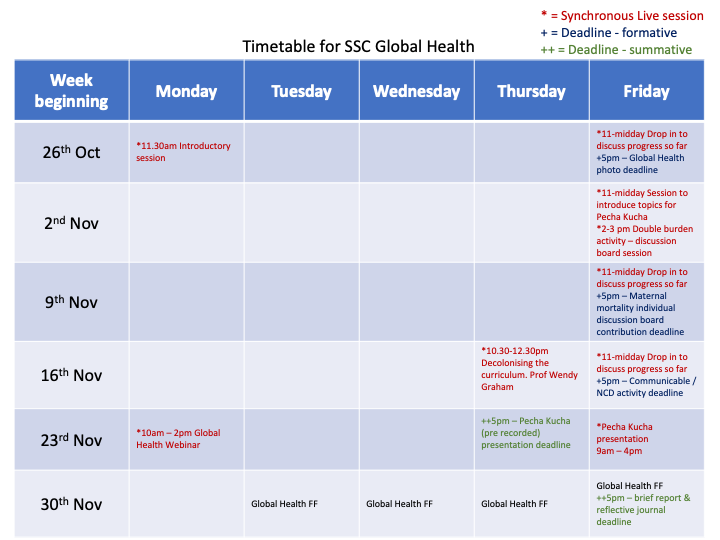 * = Synchronous Live session
+ = Deadline - formative
++ = Deadline - summative
Timetable for SSC Global Health
Week
beginning
Monday
Tuesday
Wednesday
Thursday
Friday
26th Oct
*11.30am Introductory
session
*11-midday Drop in to
discuss progress so far
+5pm – Global Health
photo deadline
2nd Nov
*11-midday Session to
introduce topics for
Pecha Kucha
*2-3 pm Double burden
activity – discussion
board session
9th Nov
*11-midday Drop in to
discuss progress so far
+5pm – Maternal
mortality individual
discussion board
contribution deadline
16th Nov
*10.30-12.30pm
Decolonising the
curriculum. Prof Wendy
Graham
*11-midday Drop in to
discuss progress so far
+5pm – Communicable /
NCD activity deadline
23rd Nov
*10am – 2pm Global
Health Webinar
++5pm – Pecha Kucha
(pre recorded)
presentation deadline
*Pecha Kucha
presentation
9am – 4pm
30th Nov
Global Health FF
Global Health FF
Global Health FF
Global Health FF
++5pm – brief report &
reflective journal
deadline